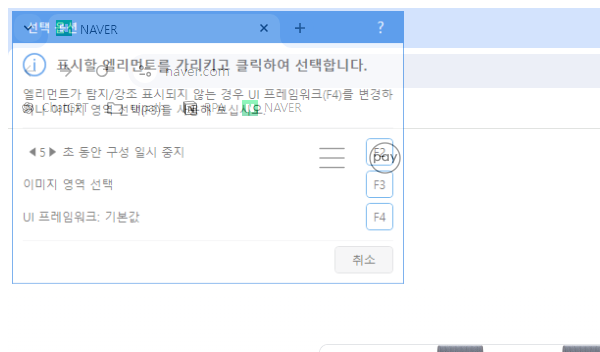 선택 옵션
NAVER
?
표시할 엘리먼트를 가리키고 클릭하여 선택합니다.
naver.com
엘리먼트가 탐지/강조 표시되지 않는 경우 UI 프레임워크(F4)를 변경하
거나 이미지 영역 선택(F3)를 사용해 보십시오.
ChatGPT
RPA
NAVER
5 초 동안 구성 일시 중지
F2
pay
이미지 영역 선택
F3
UI 프레임워크: 기본값
F4
취소